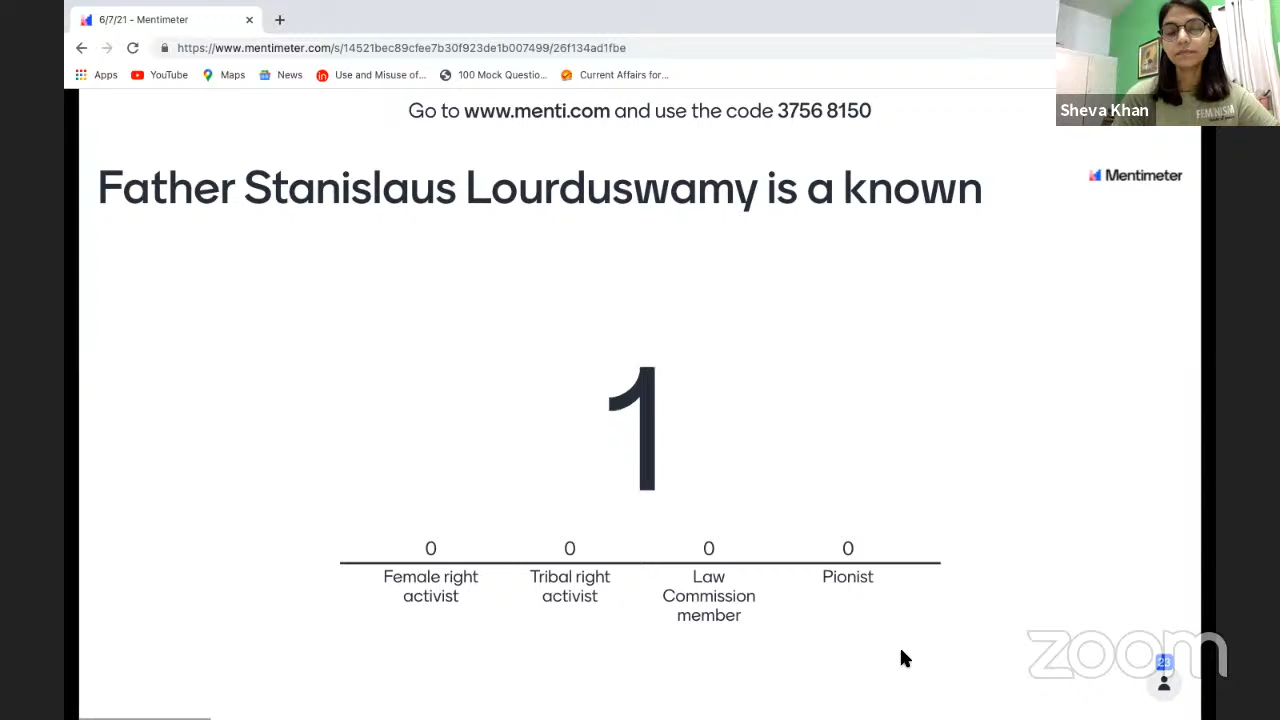 6/7/21 - Mentimeter
https://www.mentimeter.com/s/14521bec89cfee7b30f923de1b007499/26f134ad1fbe
Apps YouTube Maps News Use and Misuse of... 100 Mock Questio... Current Affairs for...
Sheva Khan
FEMINISM
Go to www.menti.com and use the code 3756 8150
Father Stanislaus Lourduswamy is a known
Mentimeter
1
0 0 0 0
Female right activist
Tribal right activist
Law Commission member
Pionist
zoom
23